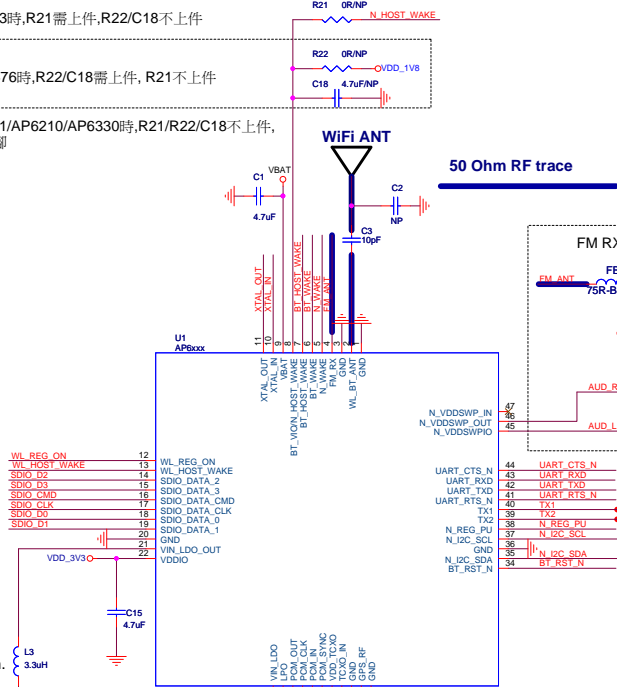 3時,R21需上件,R22/C18不上件
R21 0R/NP
N_HOST_WAKE
76時,R22/C18需上件, R21不上件
R22 0R/NP
VDD_1V8
C18 4.7uF/NP
1/AP6210/AP6330時,R21/R22/C18不上件,
腳
WiFi ANT
50 Ohm RF trace
C1
VBAT
4.7uF
C2
NP
C3
10pF
FM RX
FB
FM_ANT
75R-B
XTAL_OUT
XTAL_IN
BT_HOST_WAKE
BT_WAKE
N_WAKE
FM_ANT
U1
AP6xxx
11
10
9
8
7
6
5
4
3
2
1
XTAL_OUT
XTAL_IN
VBAT
BT_VIO/N_HOST_WAKE
BT_HOST_WAKE
BT_WAKE
N_WAKE
FM_RX
GND
WL_BT_ANT
GND
N_VDDSWP_IN 47
N_VDDSWP_OUT 46
N_VDDSWPIO 45
AUD_R
AUD_L
WL_REG_ON 12 WL_REG_ON
WL_HOST_WAKE 13 WL_HOST_WAKE
SDIO_D2 14 SDIO_DATA_2
SDIO_D3 15 SDIO_DATA_3
SDIO_CMD 16 SDIO_DATA_CMD
SDIO_CLK 17 SDIO_DATA_CLK
SDIO_D0 18 SDIO_DATA_0
SDIO_D1 19 SDIO_DATA_1
20 GND
21 VIN_LDO_OUT
VDD_3V3 22 VDDIO
UART_CTS_N 44 UART_CTS_N
UART_RXD 43 UART_RXD
UART_TXD 42 UART_TXD
UART_RTS_N 41 UART_RTS_N
TX1 40 TX1
TX2 39 TX2
N_REG_PU 38 N_REG_PU
N_I2C_SCL 37 N_I2C_SCL
GND 36
N_I2C_SDA 35 N_I2C_SDA
BT_RST_N 34 BT_RST_N
C15
4.7uF
L3
3.3uH
VIN_LDO
LPO
PCM_OUT
PCM_CLK
PCM_IN
PCM_SYNC
VDD_TCXO
TCXO_IN
GND
GPS_RF
GND